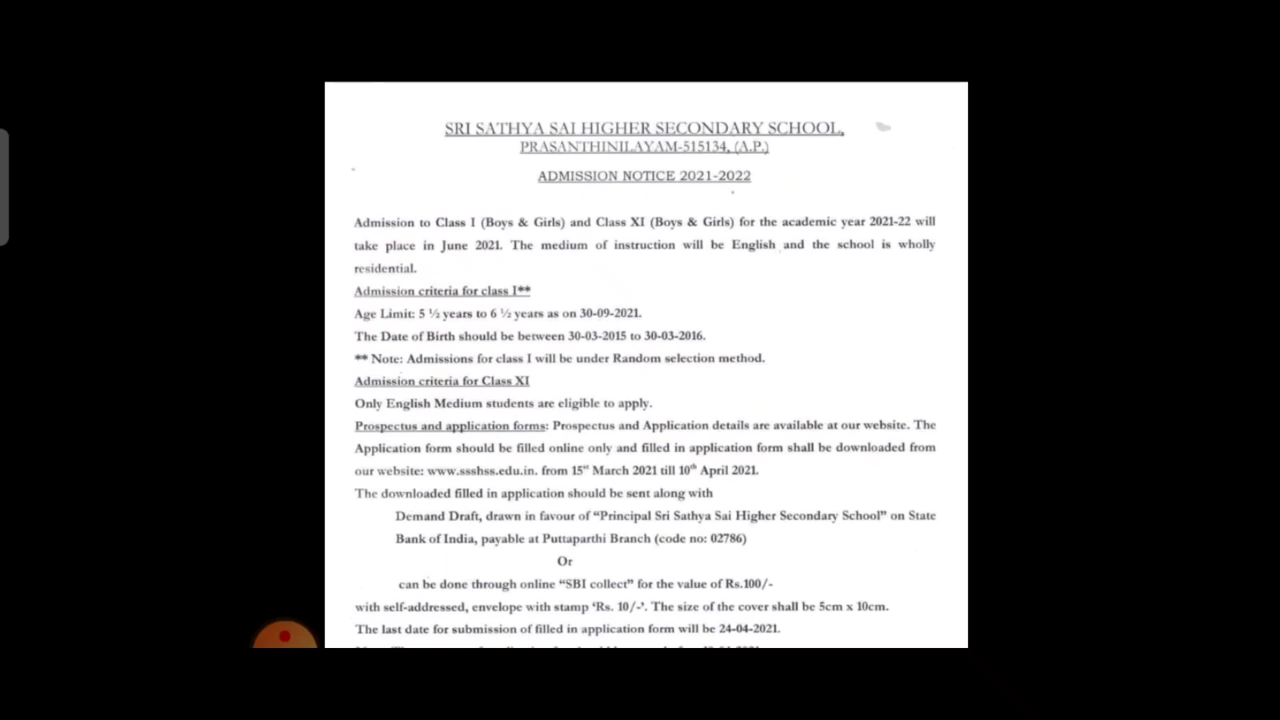 SRI SATHYA SAI HIGHER SECONDARY SCHOOL,
PRASANTHINILAYAM-515134, (A.P.)
ADMISSION NOTICE 2021-2022
Admission to Class I (Boys & Girls) and Class XI (Boys & Girls) for the academic year 2021-22 will
take place in June 2021. The medium of instruction will be English and the school is wholly
residential.
Admission criteria for class I**
Age Limit: 5 ½ years to 6 ½ years as on 30-09-2021.
The Date of Birth should be between 30-03-2015 to 30-03-2016.
** Note: Admissions for class I will be under Random selection method.
Admission criteria for Class XI
Only English Medium students are eligible to apply.
Prospectus and application forms: Prospectus and Application details are available at our website. The
Application form should be filled online only and filled in application form shall be downloaded from
our website: www.ssshss.edu.in. from 15st March 2021 till 10th April 2021.
The downloaded filled in application should be sent along with
Demand Draft, drawn in favour of “Principal Sri Sathya Sai Higher Secondary School” on State
Bank of India, payable at Puttaparthi Branch (code no: 02786)
Or
can be done through online “SBI collect” for the value of Rs.100/-
with self-addressed, envelope with stamp ‘Rs. 10/-’. The size of the cover shall be 5cm x 10cm.
The last date for submission of filled in application form will be 24-04-2021.